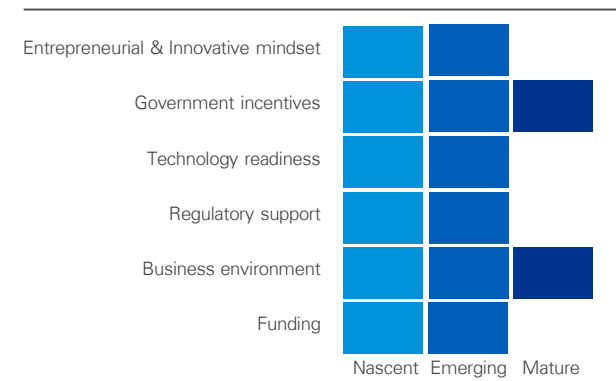 Entrepreneurial & Innovative mindset
Government incentives
Technology readiness
Regulatory support
Business environment
Funding
Nascent Emerging Mature